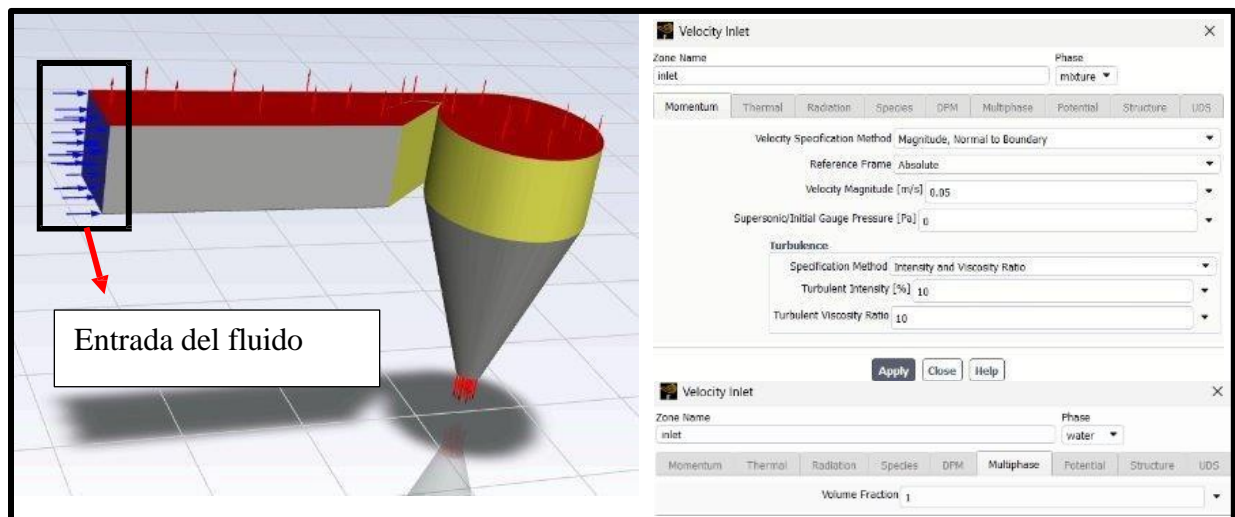 Entrada del fluido
Velocity Inlet
Zone Name Phase
inlet mixture
Momentum Thermal Radiation Species DPM Multiphase Potential Structure UDS
Velocity Specification Method Magnitude, Normal to Boundary
Reference Frame Absolute
Velocity Magnitude [m/s] 0.05
Supersonic/Initial Gauge Pressure [Pa] 0
Turbulence
Specification Method Intensity and Viscosity Ratio
Turbulent Intensity [%] 10
Turbulent Viscosity Ratio 10
Apply Close Help
Velocity Inlet
Zone Name Phase
inlet water
Momentum Thermal Radiation Species DPM Multiphase Potential Structure UDS
Volume Fraction 1